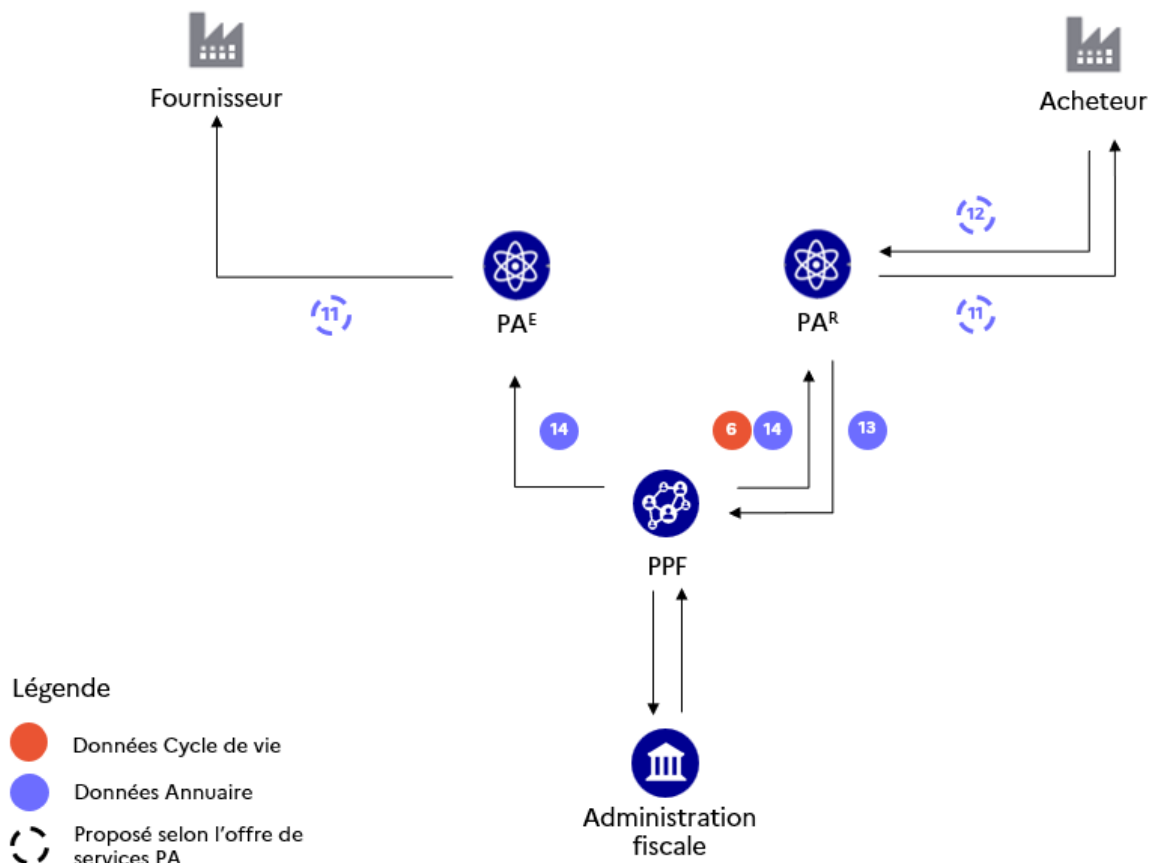 Fournisseur
Acheteur
12
11
11
PAᴱ
PAᴿ
14
6
14
13
PPF
Légende
Données Cycle de vie
Données Annuaire
Proposé selon l'offre de
services PA
Administration
fiscale